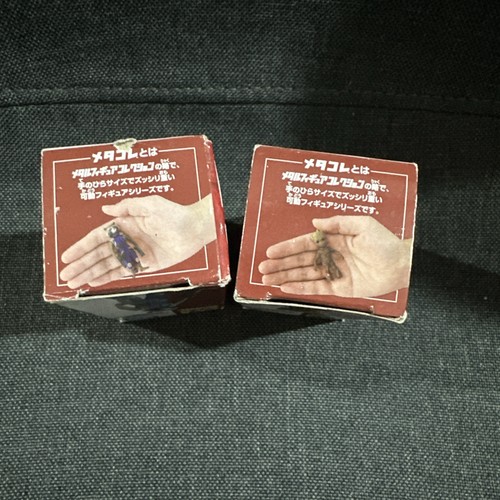 メタコレとは
メタルフィギュアコレクションの略で、
手のひらサイズでズッシリ重い
可動フィギュアシリーズです。
メタコレとは
メタルフィギュアコレクションの略で、
手のひらサイズでズッシリ重い
可動フィギュアシリーズです。